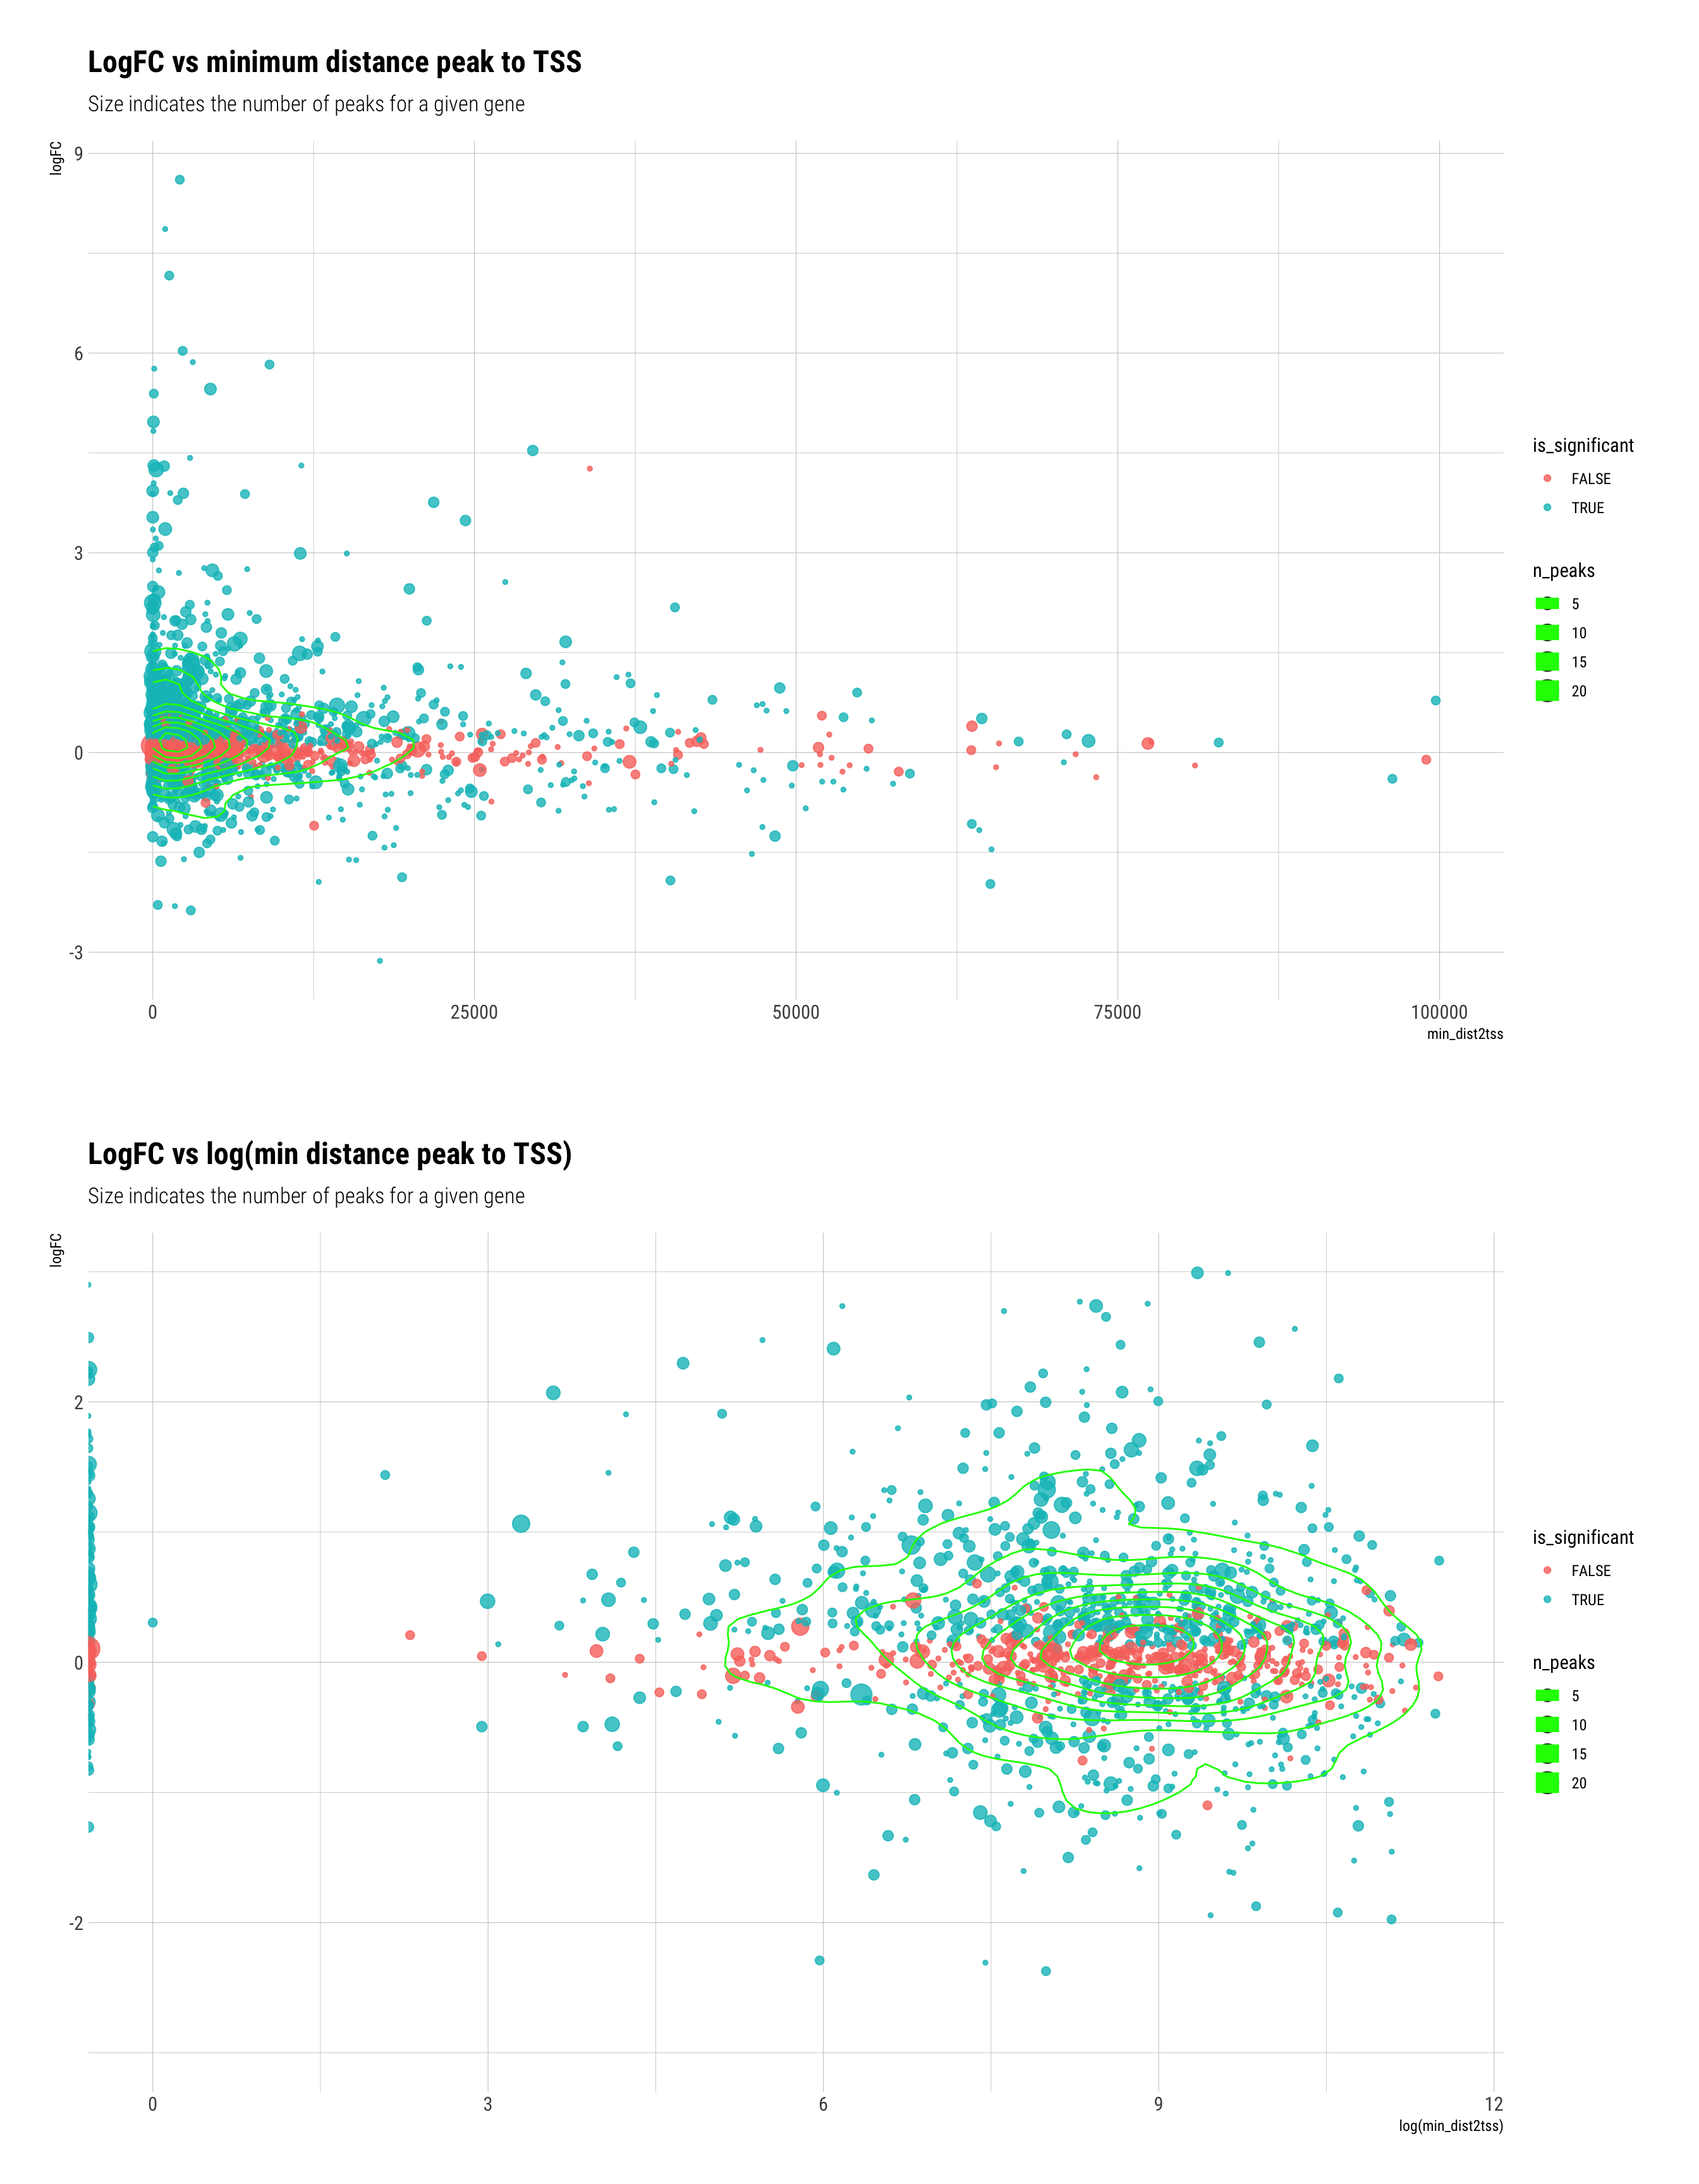 LogFC vs minimum distance peak to TSS
Size indicates the number of peaks for a given gene
logFC
9
6
3
0
-3
0 25000 50000 75000 100000
min_dist2tss
is_significant
FALSE
TRUE
n_peaks
5
10
15
20
LogFC vs log(min distance peak to TSS)
Size indicates the number of peaks for a given gene
logFC
2
0
-2
0 3 6 9 12
log(min_dist2tss)
is_significant
FALSE
TRUE
n_peaks
5
10
15
20